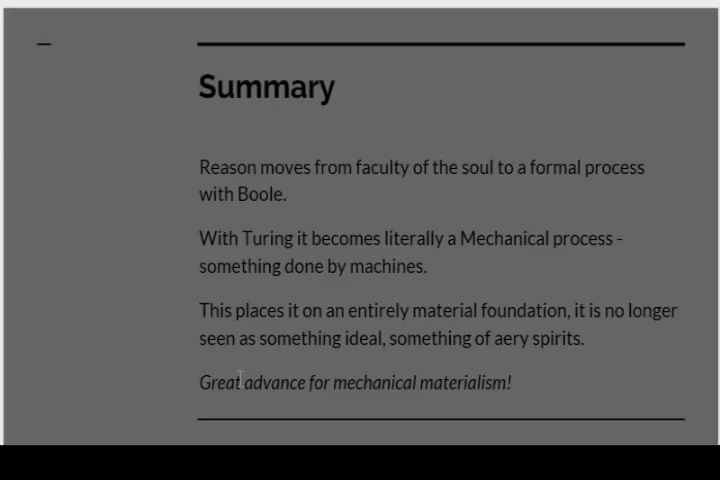 Summary
Reason moves from faculty of the soul to a formal process
with Boole.
With Turing it becomes literally a Mechanical process -
something done by machines.
This places it on an entirely material foundation, it is no longer
seen as something ideal, something of aery spirits.
Great advance for mechanical materialism!